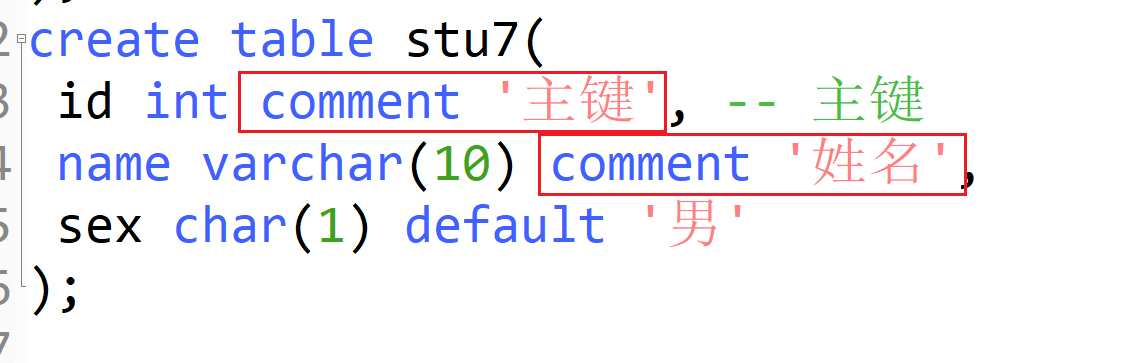 create table stu7(
id int comment '主键', -- 主键
name varchar(10) comment '姓名',
sex char(1) default '男'
);